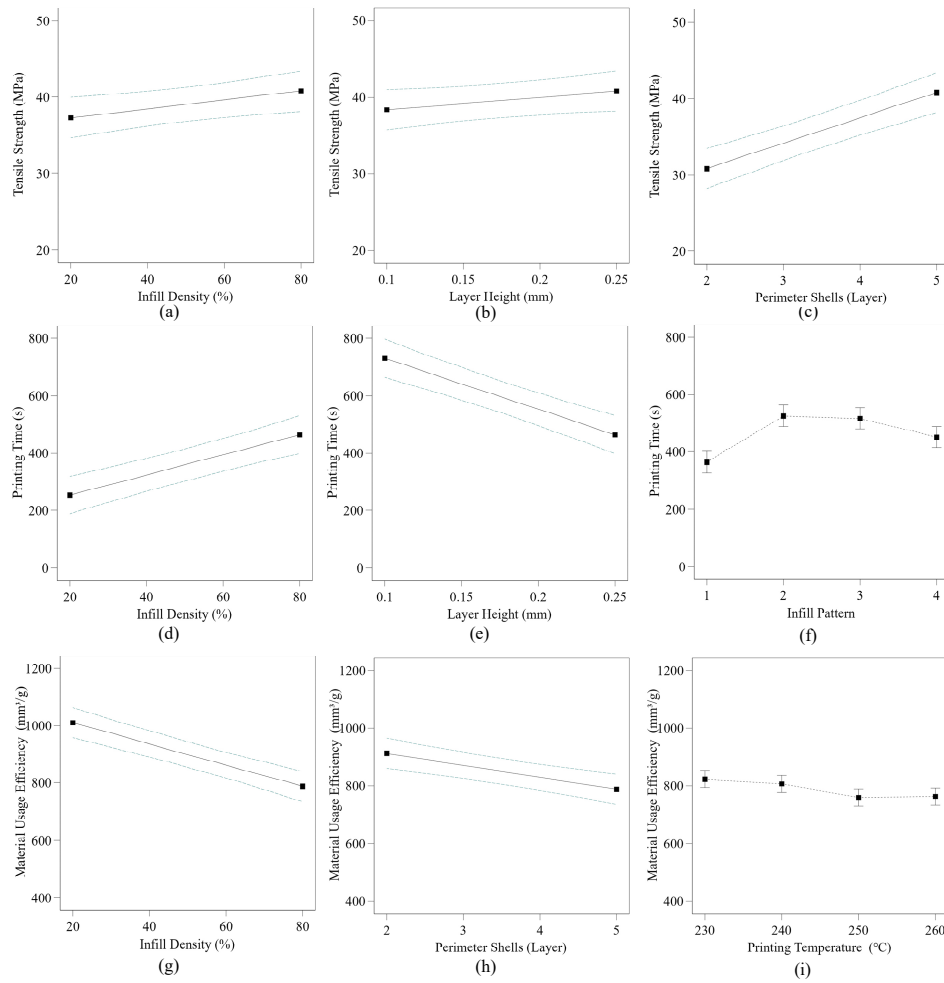 50
40
30
20
Tensile Strength (MPa)
20 40 60 80
Infill Density (%)
(a)
50
40
30
20
Tensile Strength (MPa)
0.1 0.15 0.2 0.25
Layer Height (mm)
(b)
50
40
30
20
Tensile Strength (MPa)
2 3 4 5
Perimeter Shells (Layer)
(c)
800
600
400
200
0
Printing Time (s)
20 40 60 80
Infill Density (%)
(d)
800
600
400
200
0
Printing Time (s)
0.1 0.15 0.2 0.25
Layer Height (mm)
(e)
800
600
400
200
0
Printing Time (s)
1 2 3 4
Infill Pattern
(f)
1200
1000
800
600
400
Material Usage Efficiency (mm³/g)
20 40 60 80
Infill Density (%)
(g)
1200
1000
800
600
400
Material Usage Efficiency (mm³/g)
2 3 4 5
Perimeter Shells (Layer)
(h)
1200
1000
800
600
400
Material Usage Efficiency (mm³/g)
230 240 250 260
Printing Temperature (℃)
(i)